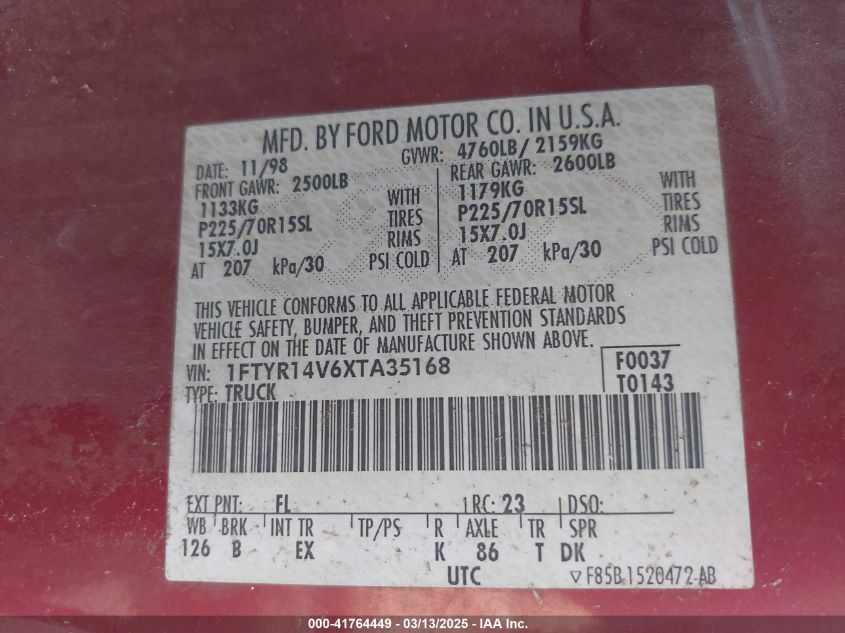 MFD. BY FORD MOTOR CO. IN U.S.A.
DATE: 11/98 GVWR: 4760LB/ 2159KG
FRONT GAWR: 2500LB REAR GAWR: 2600LB
1133KG WITH 1179KG WITH
P225/70R15SL TIRES P225/70R15SL TIRES
15X7.0J RIMS 15X7.0J RIMS
AT 207 kPa/30 PSI COLD AT 207 kPa/30 PSI COLD
THIS VEHICLE CONFORMS TO ALL APPLICABLE FEDERAL MOTOR
VEHICLE SAFETY, BUMPER, AND THEFT PREVENTION STANDARDS
IN EFFECT ON THE DATE OF MANUFACTURE SHOWN ABOVE.
VIN: 1FTYR14V6XTA35168 F0037
TYPE: TRUCK T0143
EXT PNT: FL RC: 23 DSO:
WB BRK INT TR TP/PS R AXLE TR SPR
126 B EX K 86 T DK
UTC ▽ F85B 1520472-AB
000-41764449 - 03/13/2025 - IAAI.com